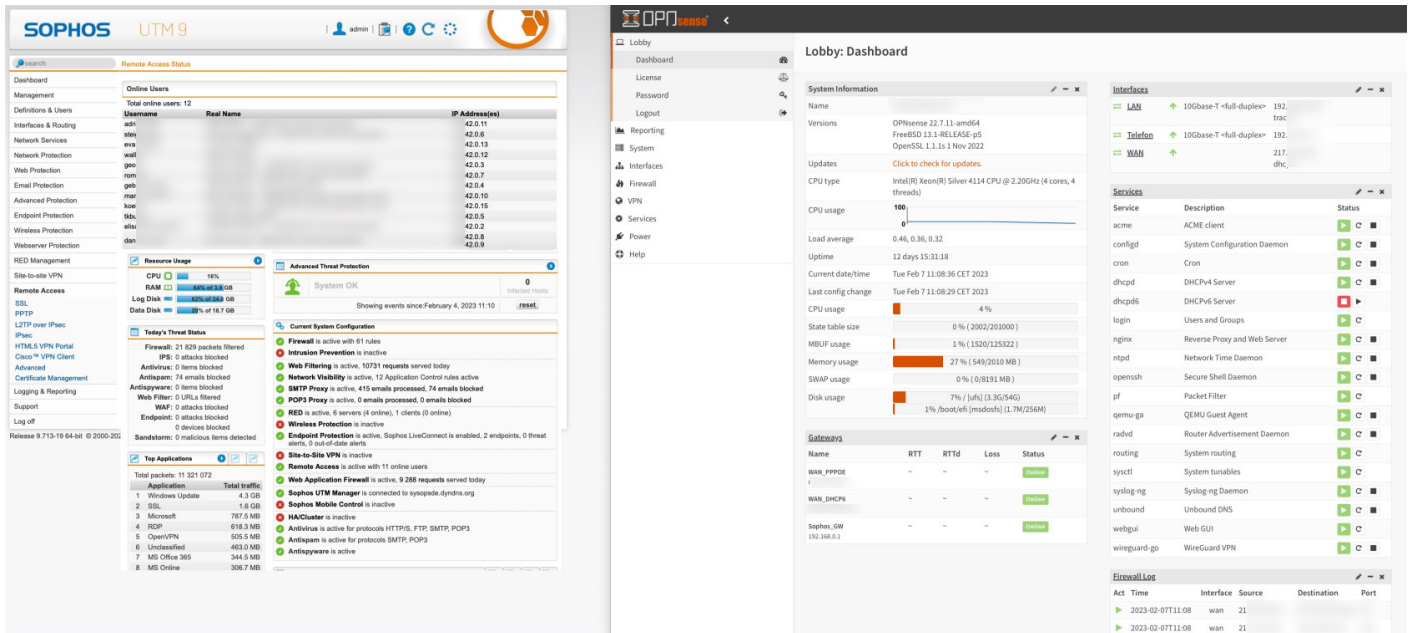 SOPHOS UTM 9
admin
search
Remote Access Status
Dashboard
Management
Definitions & Users
Interfaces & Routing
Network Services
Network Protection
Web Protection
Email Protection
Advanced Protection
Endpoint Protection
Wireless Protection
Webserver Protection
RED Management
Site-to-site VPN
Remote Access
SSL
PPTP
L2TP over IPsec
IPsec
HTML5 VPN Portal
Cisco™ VPN Client
Advanced
Certificate Management
Logging & Reporting
Support
Log off
Release 9.713-19 64-bit © 2000-202
Online Users
Total online users: 12
Username Real Name IP Address(es)
adri 42.0.11
steig 42.0.6
eva 42.0.13
wall 42.0.12
geo 42.0.3
rom 42.0.7
geb 42.0.4
mar 42.0.10
koe 42.0.15
tkbu 42.0.5
elisa 42.0.2
dan 42.0.8
42.0.9
Resource Usage
CPU 16%
RAM 84% of 3.9 GB
Log Disk 62% of 24.6 GB
Data Disk 29% of 18.7 GB
Today's Threat Status
Firewall: 21 829 packets filtered
IPS: 0 attacks blocked
Antivirus: 0 items blocked
Antispam: 74 emails blocked
Antispyware: 0 items blocked
Web Filter: 0 URLs filtered
WAF: 0 attacks blocked
Endpoint: 0 attacks blocked
0 devices blocked
Sandstorm: 0 malicious items detected
Top Applications
Total packets: 11 321 072
Application Total traffic
1 Windows Update 4.3 GB
2 SSL 1.6 GB
3 Microsoft 787.5 MB
4 RDP 618.3 MB
5 OpenVPN 505.5 MB
6 Unclassified 463.0 MB
7 MS Office 365 344.5 MB
8 MS Online 306.7 MB
Advanced Threat Protection
System OK
0
Infected Hosts
Showing events since:February 4, 2023 11:10 reset
Current System Configuration
Firewall is active with 61 rules
Intrusion Prevention is inactive
Web Filtering is active, 10731 requests served today
Network Visibility is active, 12 Application Control rules active
SMTP Proxy is active, 415 emails processed, 74 emails blocked
POP3 Proxy is active, 0 emails processed, 0 emails blocked
RED is active, 6 servers (4 online), 1 clients (0 online)
Wireless Protection is inactive
Endpoint Protection is active, Sophos LiveConnect is enabled, 2 endpoints, 0 threat
alerts, 0 out-of-date alerts
Site-to-Site VPN is inactive
Remote Access is active with 11 online users
Web Application Firewall is active, 9 288 requests served today
Sophos UTM Manager is connected to sysopsde.dyndns.org
Sophos Mobile Control is inactive
HA/Cluster is inactive
Antivirus is active for protocols HTTP/S, FTP, SMTP, POP3
Antispam is active for protocols SMTP, POP3
Antispyware is active
OPNsense
Lobby
Dashboard
License
Password
Logout
Reporting
System
Interfaces
Firewall
VPN
Services
Power
Help
Lobby: Dashboard
System Information
Name
Versions OPNsense 22.7.11-amd64
FreeBSD 13.1-RELEASE-p5
OpenSSL 1.1.1s 1 Nov 2022
Updates Click to check for updates.
CPU type Intel(R) Xeon(R) Silver 4114 CPU @ 2.20GHz (4 cores, 4
threads)
CPU usage 100
0
Load average 0.46, 0.36, 0.32
Uptime 12 days 15:31:18
Current date/time Tue Feb 7 11:08:36 CET 2023
Last config change Tue Feb 7 11:08:29 CET 2023
CPU usage 4 %
State table size 0 % ( 2002/201000 )
MBUF usage 1 % ( 1520/125322 )
Memory usage 27 % ( 549/2010 MB )
SWAP usage 0 % ( 0/8191 MB )
Disk usage 7% / [ufs] (3.3G/54G)
1% /boot/efi [msdosfs] (1.7M/256M)
Gateways
Name RTT RTTd Loss Status
WAN_PPPOE ~ ~ ~ Online
WAN_DHCP6 ~ ~ ~ Online
Sophos_GW ~ ~ ~ Online
192.168.0.1
Interfaces
LAN 10Gbase-T <full-duplex> 192.
trac
Telefon 10Gbase-T <full-duplex> 192.
WAN 217.
dhc
Services
Service Description Status
acme ACME client
configd System Configuration Daemon
cron Cron
dhcpd DHCPv4 Server
dhcpd6 DHCPv6 Server
login Users and Groups
nginx Reverse Proxy and Web Server
ntpd Network Time Daemon
openssh Secure Shell Daemon
pf Packet Filter
qemu-ga QEMU Guest Agent
radvd Router Advertisement Daemon
routing System routing
sysctl System tunables
syslog-ng Syslog-ng Daemon
unbound Unbound DNS
webgui Web GUI
wireguard-go WireGuard VPN
Firewall Log
Act Time Interface Source Destination Port
2023-02-07T11:08 wan 21
2023-02-07T11:08 wan 21